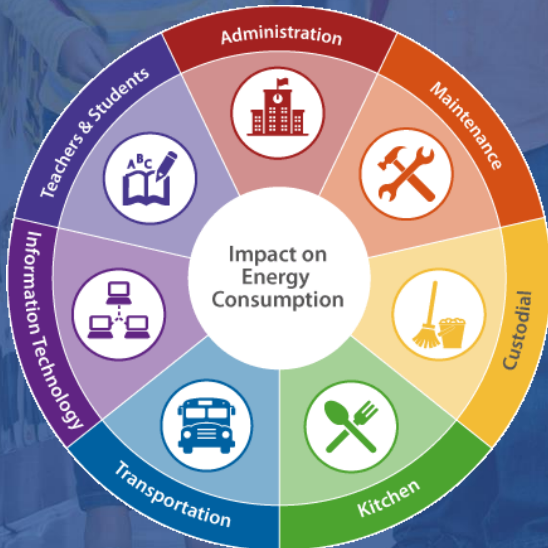 Administration
Maintenance
Custodial
Kitchen
Transportation
Information Technology
Teachers & Students
ABC
Impact on
Energy
Consumption